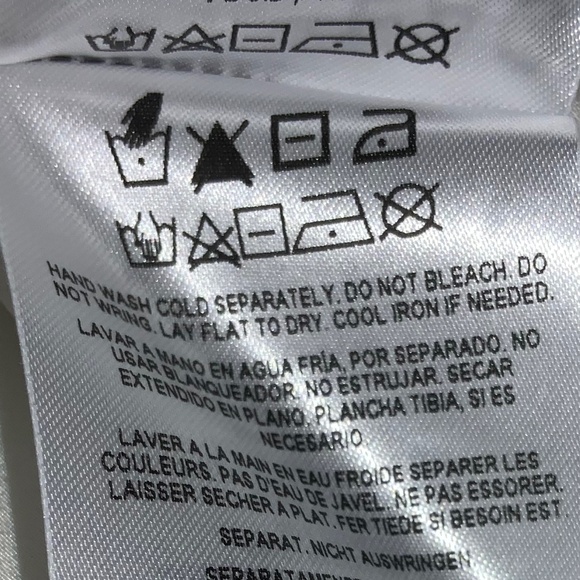 HAND WASH COLD SEPARATELY. DO NOT BLEACH. DO
NOT WRING. LAY FLAT TO DRY. COOL IRON IF NEEDED.
LAVAR A MANO EN AGUA FRÍA, POR SEPARADO. NO
USAR BLANQUEADOR. NO ESTRUJAR. SECAR
EXTENDIDO EN PLANO. PLANCHA TIBIA, SI ES
NECESARIO
LAVER A LA MAIN EN EAU FROIDE SEPARER LES
COULEURS. PAS D'EAU DE JAVEL. NE PAS ESSORER.
LAISSER SECHER A PLAT. FER TIEDE SI BESOIN EST.
SEPARAT. NICHT AUSWRINGEN